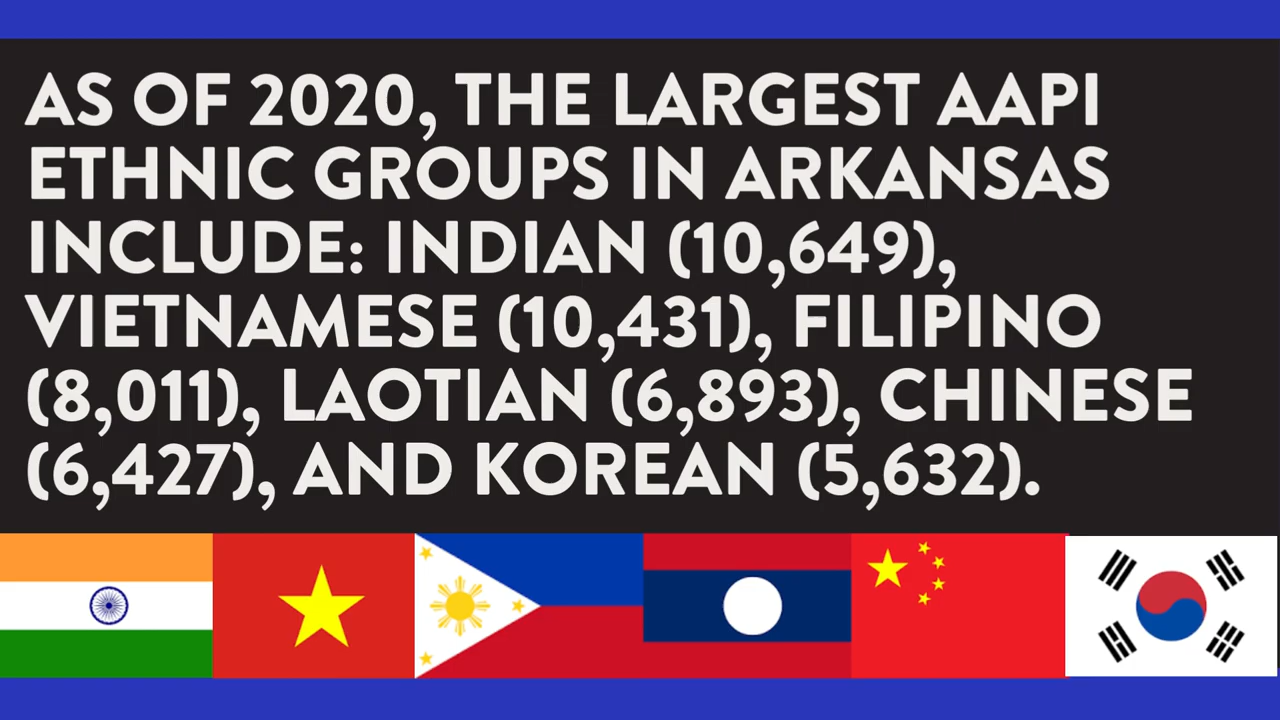 AS OF 2020, THE LARGEST AAPI
ETHNIC GROUPS IN ARKANSAS
INCLUDE: INDIAN (10,649),
VIETNAMESE (10,431), FILIPINO
(8,011), LAOTIAN (6,893), CHINESE
(6,427), AND KOREAN (5,632).